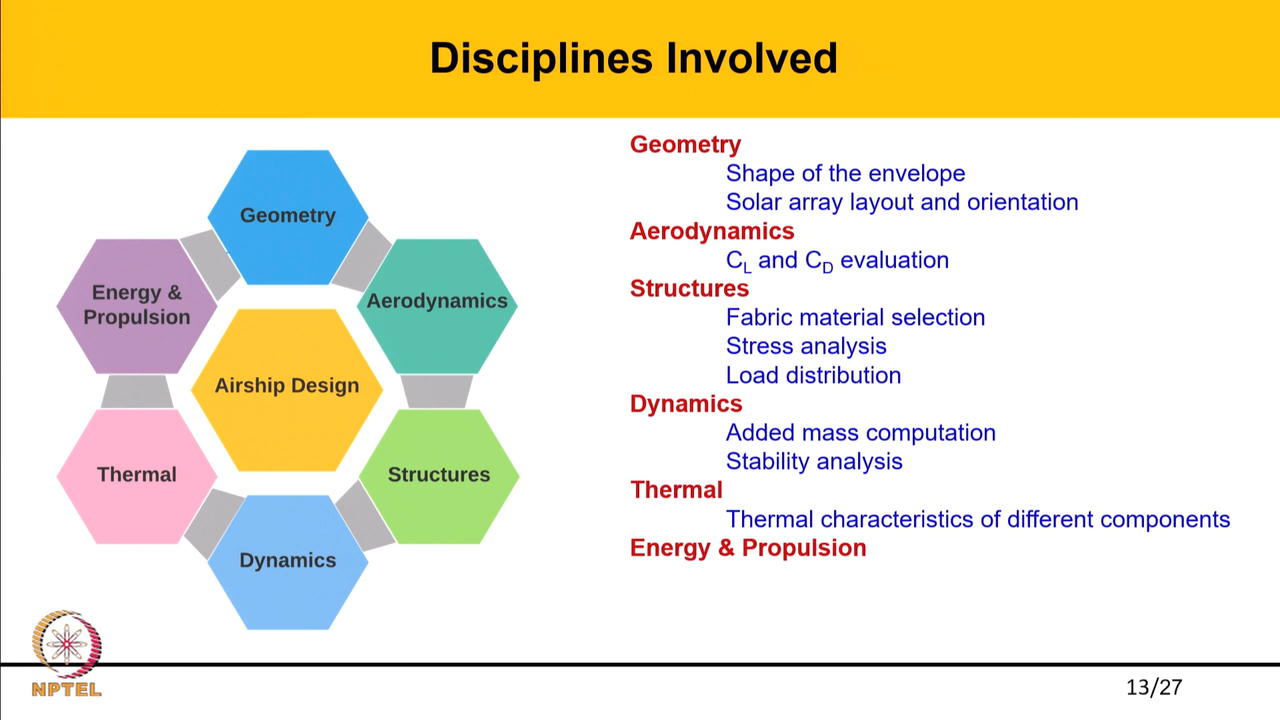 Disciplines Involved
Geometry
Energy &
Propulsion
Aerodynamics
Airship Design
Thermal
Structures
Dynamics
Geometry
Shape of the envelope
Solar array layout and orientation
Aerodynamics
C_L and C_D evaluation
Structures
Fabric material selection
Stress analysis
Load distribution
Dynamics
Added mass computation
Stability analysis
Thermal
Thermal characteristics of different components
Energy & Propulsion
NPTEL
13/27